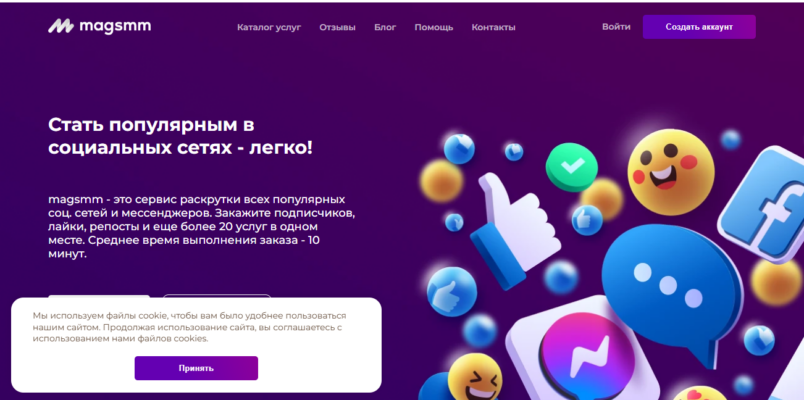 magsmm
Каталог услуг Отзывы Блог Помощь Контакты Войти Создать аккаунт
Стать популярным в
социальных сетях - легко!
magsmm - это сервис раскрутки всех популярных
соц. сетей и мессенджеров. Закажите подписчиков,
лайки, репосты и еще более 20 услуг в одном
месте. Среднее время выполнения заказа - 10
минут.
Мы используем файлы cookie, чтобы вам было удобнее пользоваться
нашим сайтом. Продолжая использование сайта, вы соглашаетесь с
использованием нами файлов cookies.
Принять